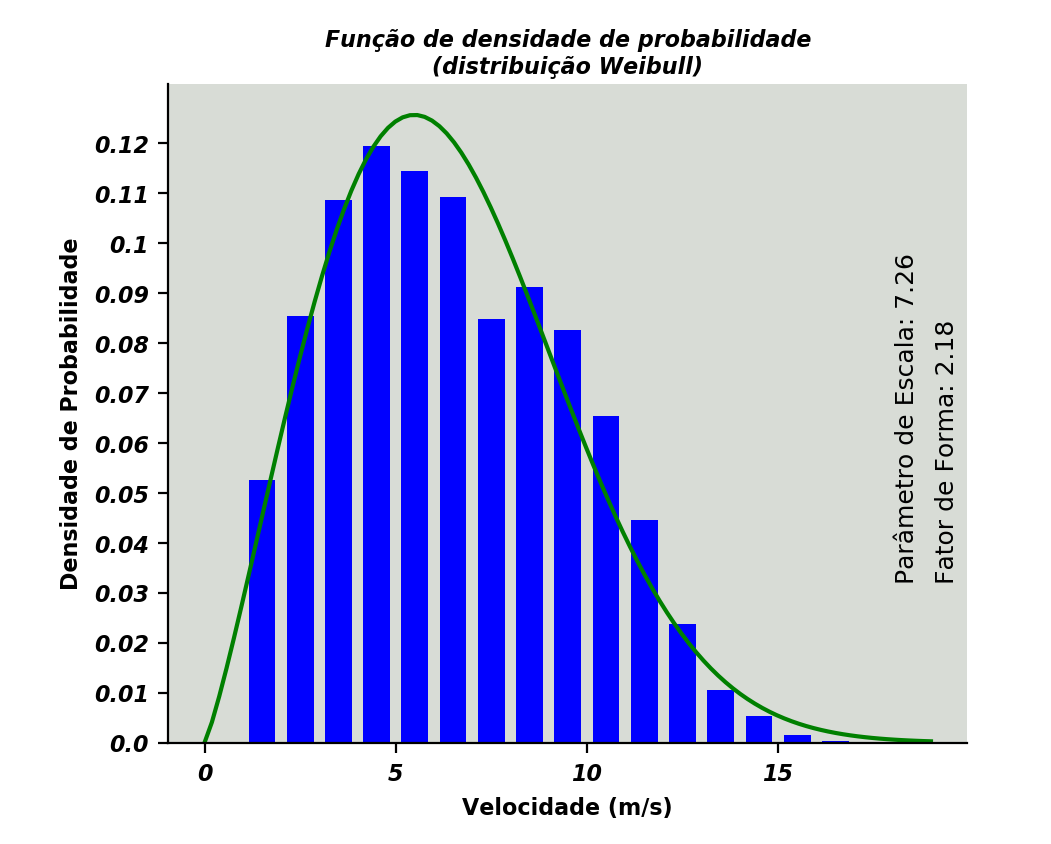 Função de densidade de probabilidade
(distribuição Weibull)
Densidade de Probabilidade
0.12
0.11
0.1
0.09
0.08
0.07
0.06
0.05
0.04
0.03
0.02
0.01
0.0
Parâmetro de Escala: 7.26
Fator de Forma: 2.18
0
5
10
15
Velocidade (m/s)